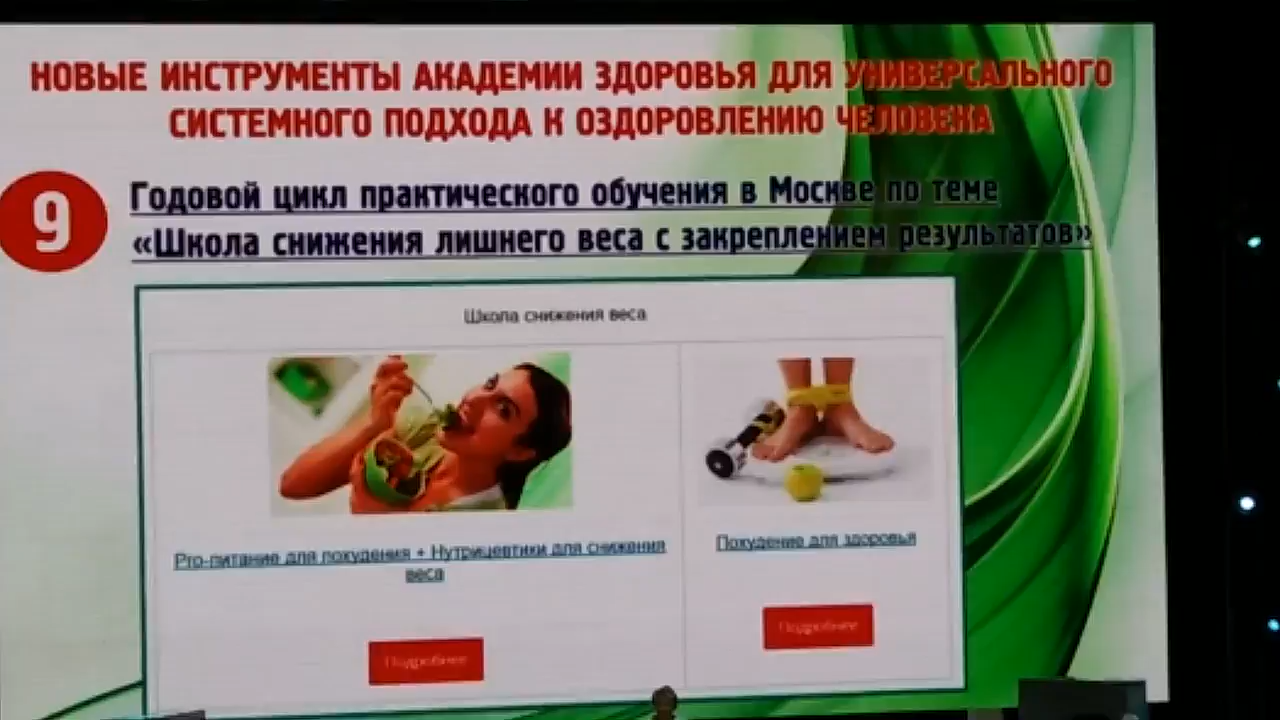 НОВЫЕ ИНСТРУМЕНТЫ АКАДЕМИИ ЗДОРОВЬЯ ДЛЯ УНИВЕРСАЛЬНОГО
СИСТЕМНОГО ПОДХОДА К ОЗДОРОВЛЕНИЮ ЧЕЛОВЕКА
9
Годовой цикл практического обучения в Москве по теме
«Школа снижения лишнего веса с закреплением результатов»
Школа снижения веса
Pro-питание для похудения + Нутрицевтики для снижения
веса
Похудение для здоровья
Подробнее
Подробнее